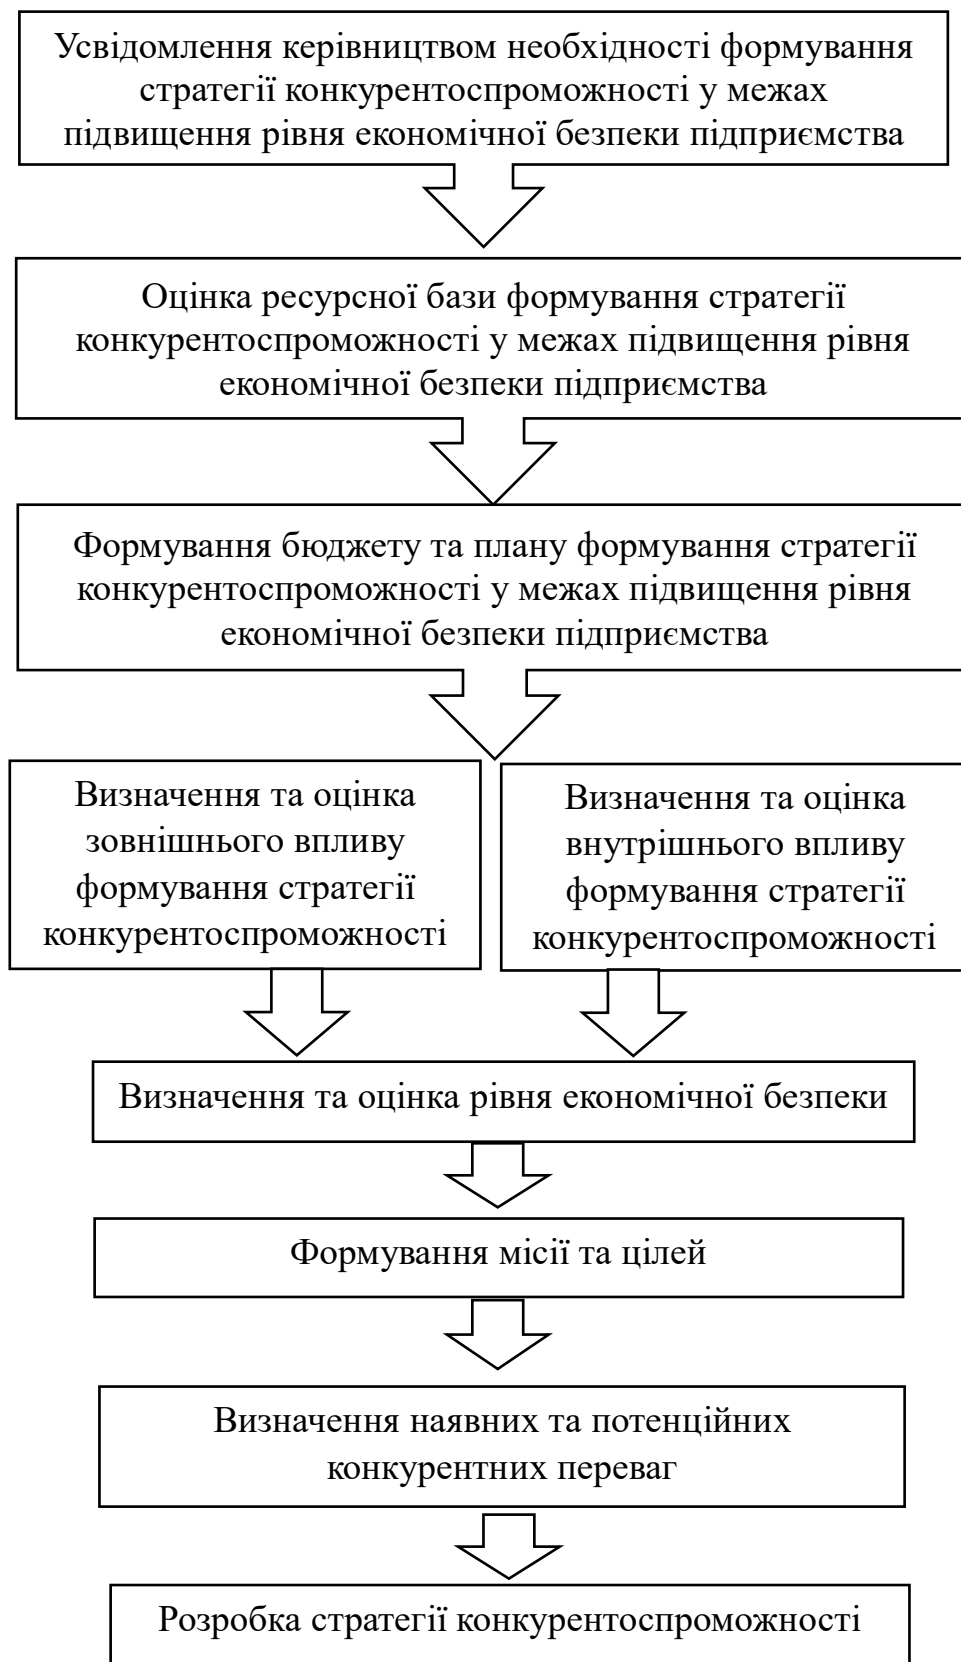 Усвідомлення керівництвом необхідності формування
стратегії конкурентоспроможності у межах
підвищення рівня економічної безпеки підприємства
Оцінка ресурсної бази формування стратегії
конкурентоспроможності у межах підвищення рівня
економічної безпеки підприємства
Формування бюджету та плану формування стратегії
конкурентоспроможності у межах підвищення рівня
економічної безпеки підприємства
Визначення та оцінка
зовнішнього впливу
формування стратегії
конкурентоспроможності
Визначення та оцінка
внутрішнього впливу
формування стратегії
конкурентоспроможності
Визначення та оцінка рівня економічної безпеки
Формування місії та цілей
Визначення наявних та потенційних
конкурентних переваг
Розробка стратегії конкурентоспроможності